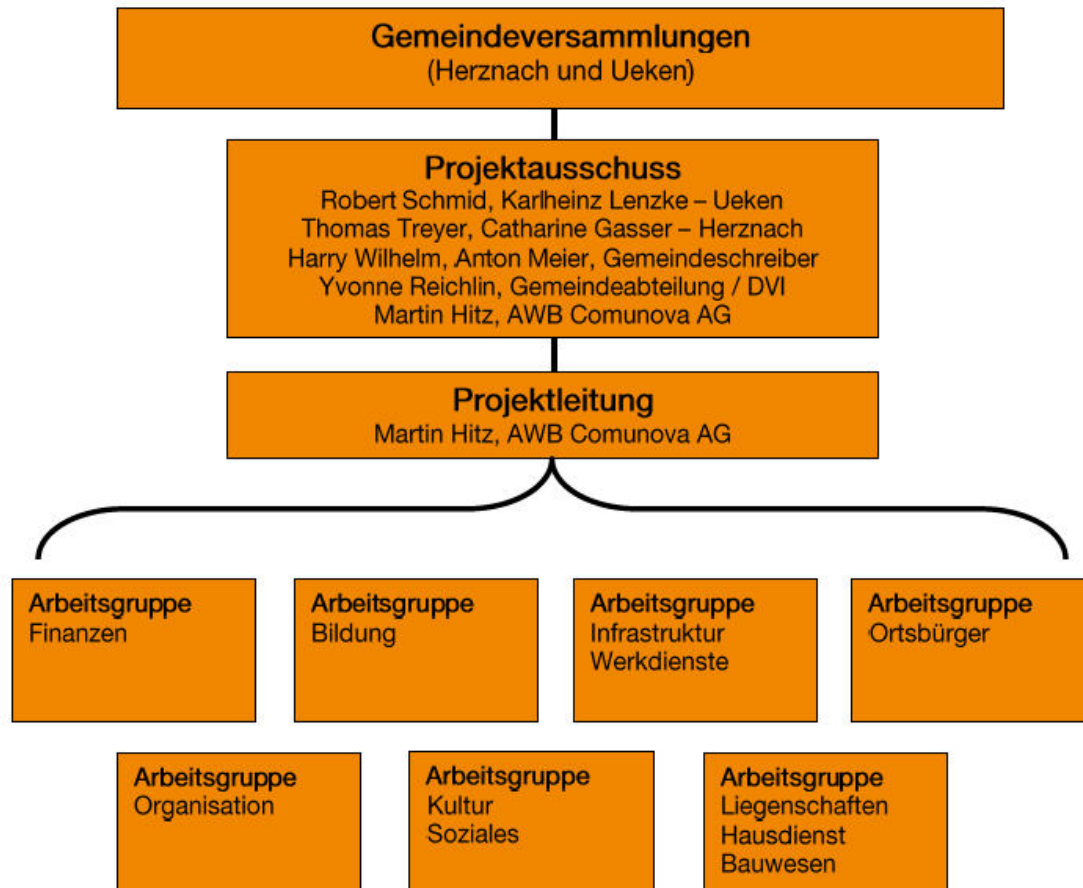 Gemeindeversammlungen
(Herznach und Ueken)
Projektausschuss
Robert Schmid, Karlheinz Lenzke – Ueken
Thomas Treyer, Catharine Gasser – Herznach
Harry Wilhelm, Anton Meier, Gemeindeschreiber
Yvonne Reichlin, Gemeindeabteilung / DVI
Martin Hitz, AWB Comunova AG
Projektleitung
Martin Hitz, AWB Comunova AG
Arbeitsgruppe
Finanzen
Arbeitsgruppe
Bildung
Arbeitsgruppe
Infrastruktur
Werkdienste
Arbeitsgruppe
Ortsbürger
Arbeitsgruppe
Organisation
Arbeitsgruppe
Kultur
Soziales
Arbeitsgruppe
Liegenschaften
Hausdienst
Bauwesen